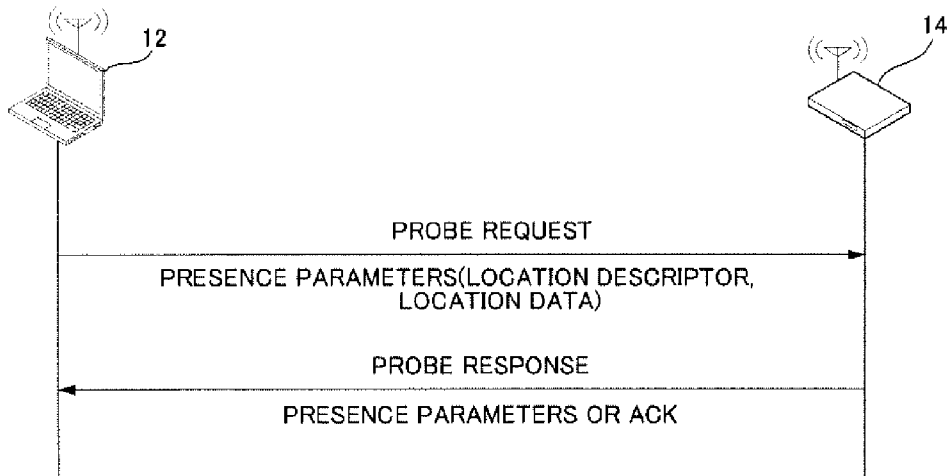 12
14
PROBE REQUEST
PRESENCE PARAMETERS(LOCATION DESCRIPTOR,
LOCATION DATA)
PROBE RESPONSE
PRESENCE PARAMETERS OR ACK